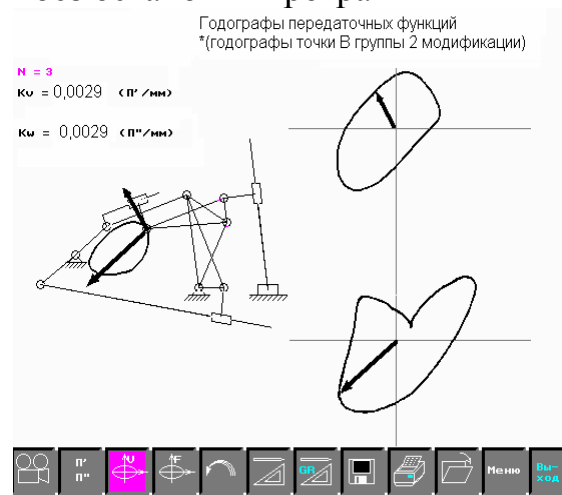 Годографы передаточных функций
*(годографы точки В группы 2 модификации)
N = 3
Kv = 0,0029 (П'/мм)
Kw = 0,0029 (П"/мм)
П'
П"
U
F
GR
Меню
Вы-
ход